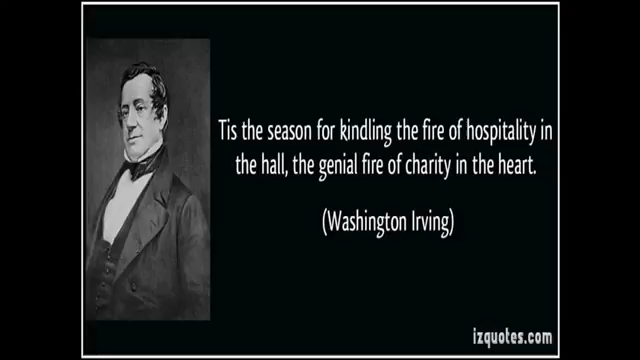 Tis the season for kindling the fire of hospitality in
the hall, the genial fire of charity in the heart.
(Washington Irving)
izquotes.com